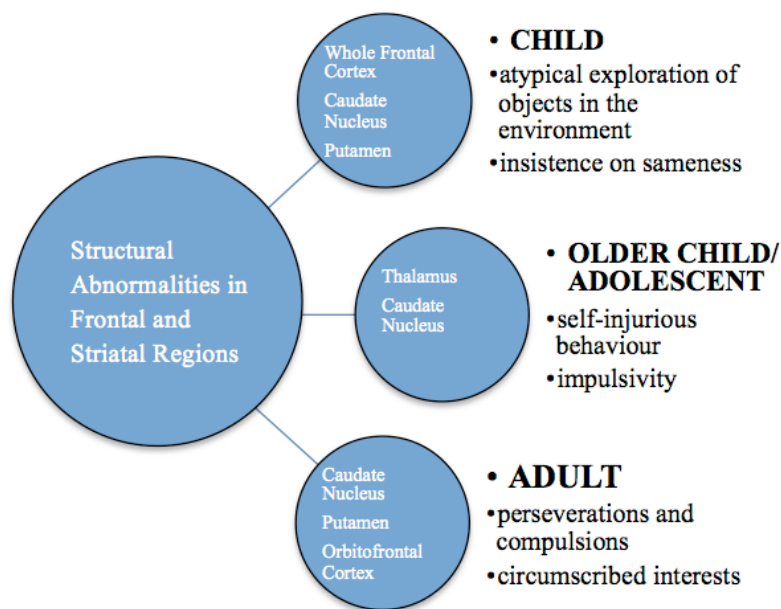 Structural
Abnormalities in
Frontal and
Striatal Regions
Whole Frontal
Cortex
Caudate
Nucleus
Putamen
• CHILD
•atypical exploration of
objects in the
environment
•insistence on sameness
Thalamus
Caudate
Nucleus
• OLDER CHILD/
ADOLESCENT
•self-injurious
behaviour
•impulsivity
Caudate
Nucleus
Putamen
Orbitofrontal
Cortex
• ADULT
•perseverations and
compulsions
•circumscribed interests